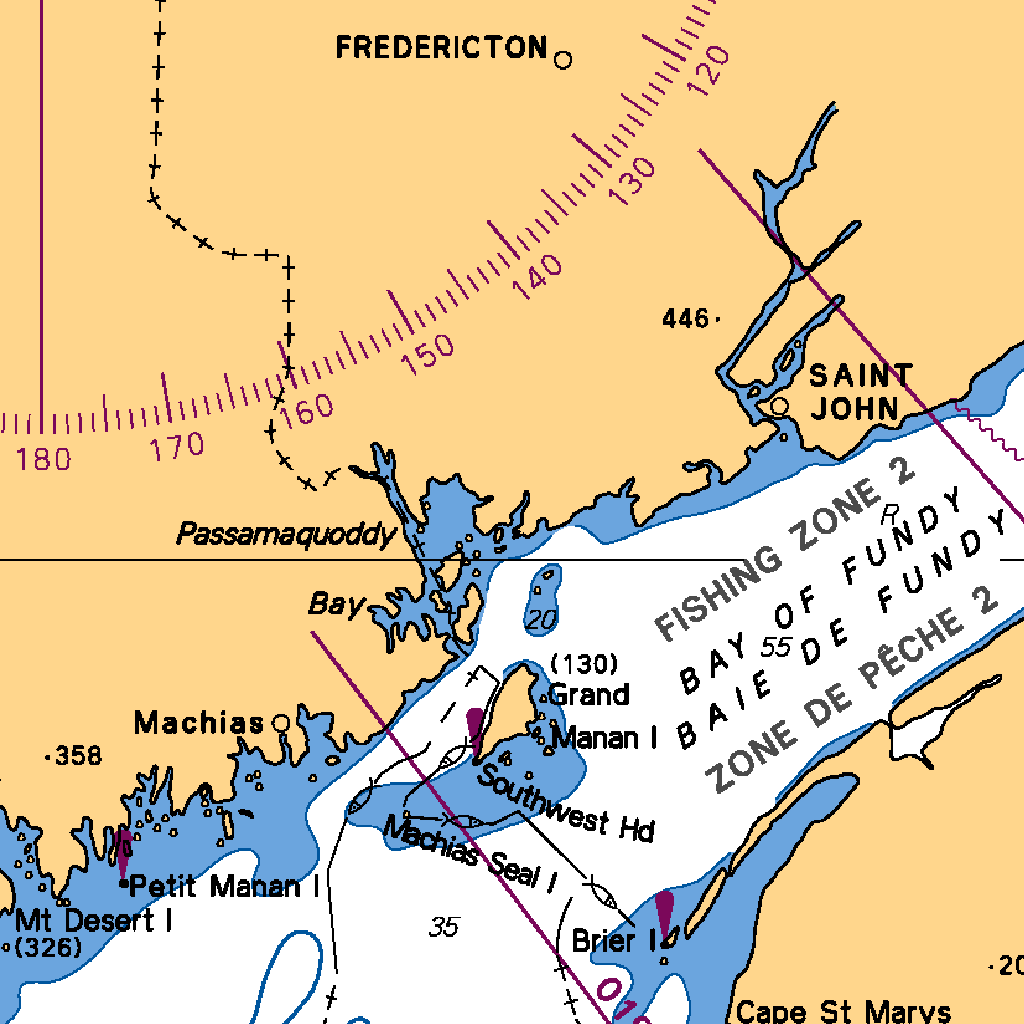 FREDERICTON
120
130
140
150
160
170
180
446
SAINT
JOHN
Passamaquoddy
Bay
FISHING ZONE 2
R
BAY OF FUNDY
BAIE DE FUNDY
ZONE DE PÊCHE 2
20
55
(130)
Grand
Manan I
Machias
358
Southwest Hd
Machias Seal I
Petit Manan I
Mt Desert I
(326)
35
Brier I
20
Cape St Marys